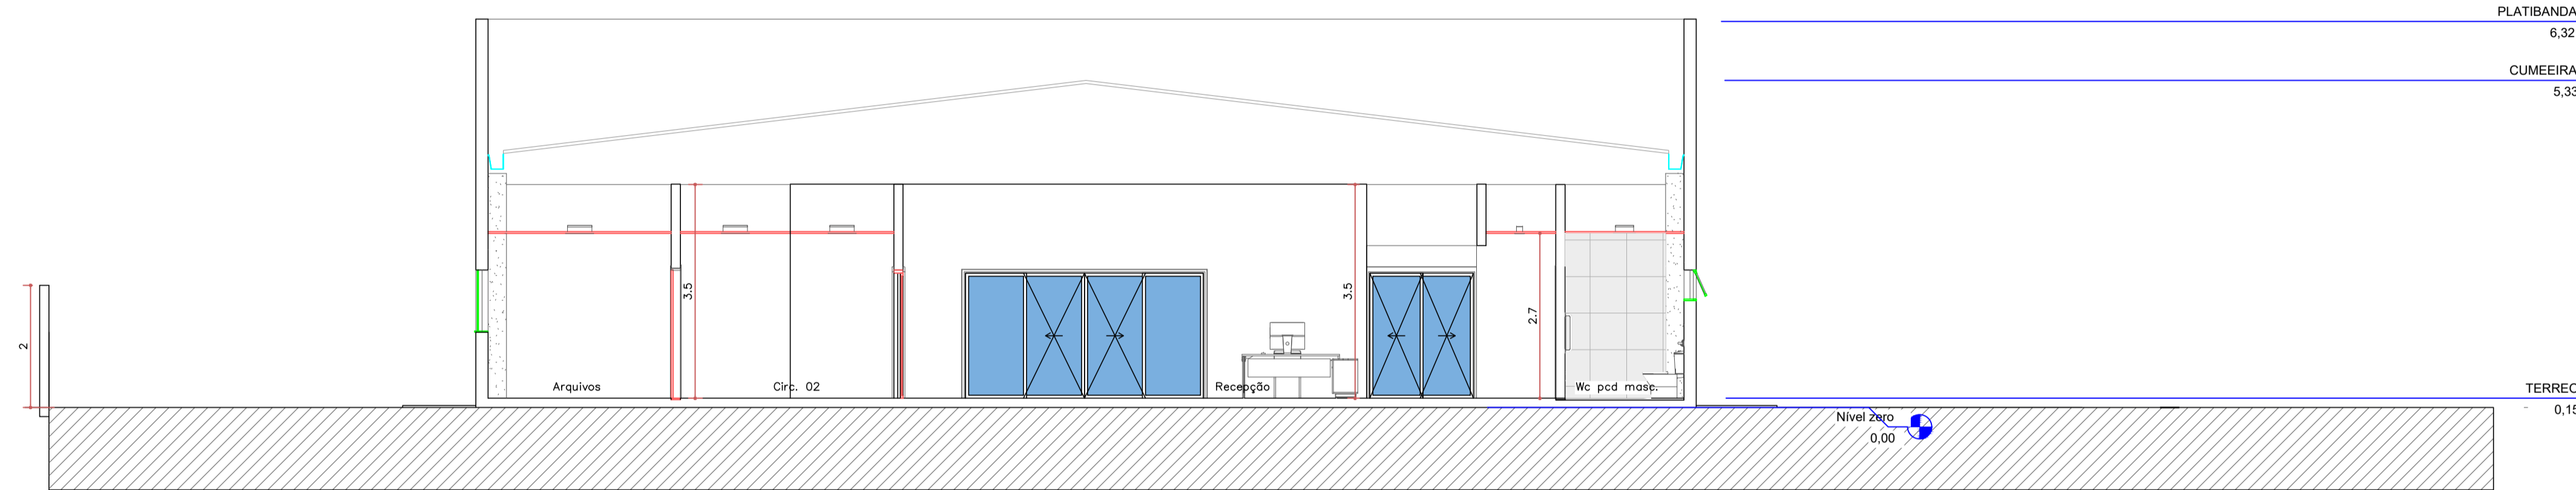 PLATIBANDA
6,32
CUMEEIRA
5,33
2
3.5
3.5
2.7
Arquivos
Circ. 02
Recepção
Wc pcd masc.
TERREO
0,15
Nível zero
0,00